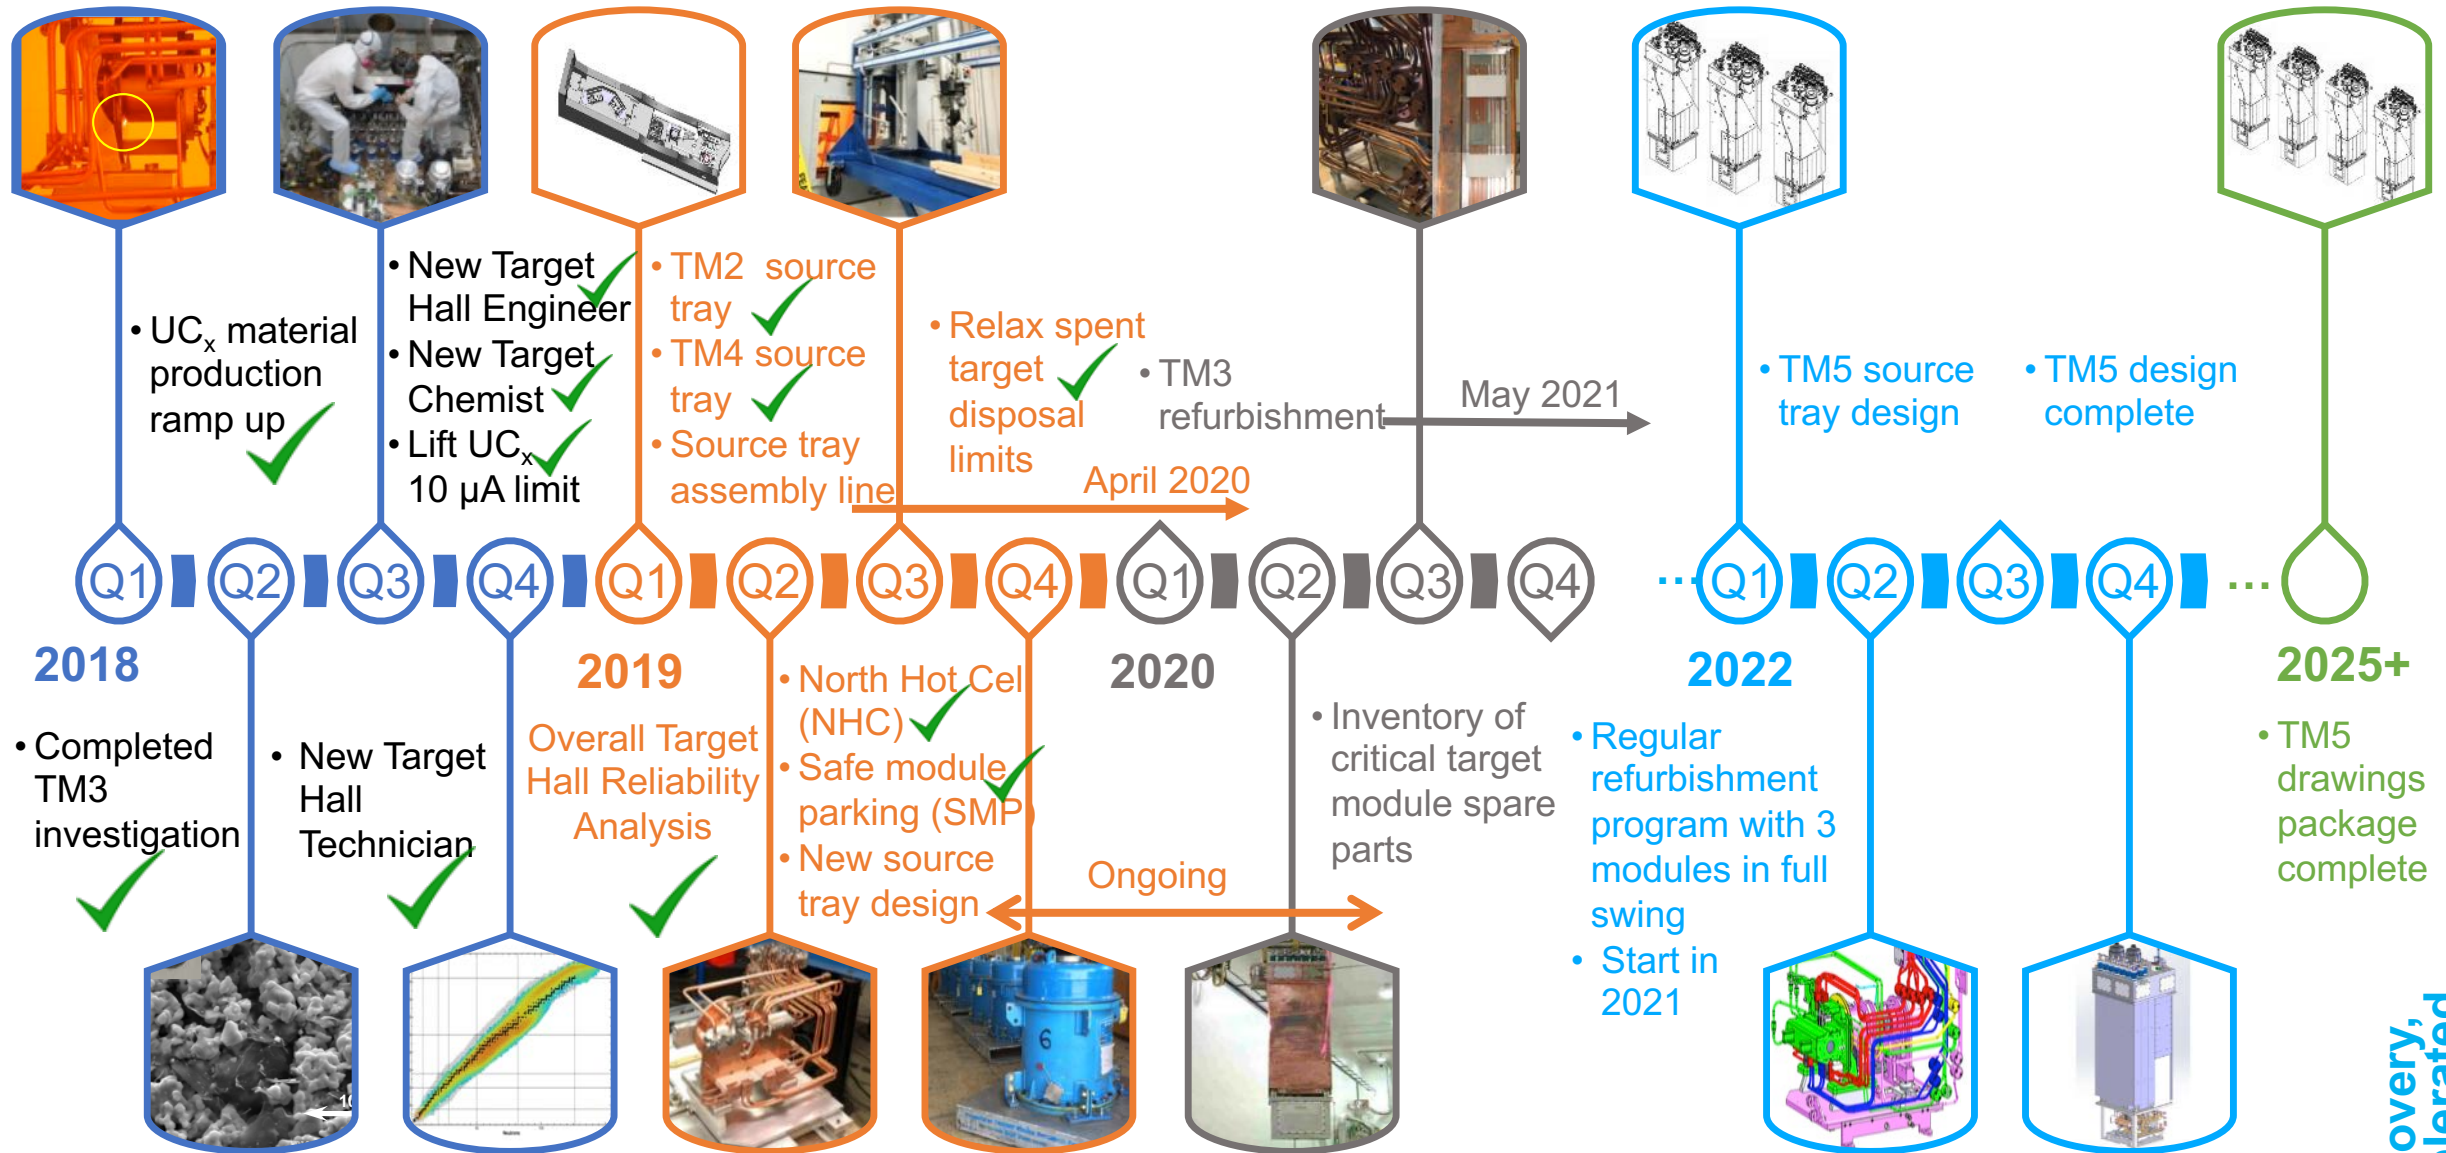 • New Target
Hall Engineer
• New Target
Chemist
• Lift UCx
10 µA limit
• TM2 source
tray
• TM4 source
tray
• Source tray
assembly line
• UCx material
production
ramp up
• Relax spent
target
disposal
limits
April 2020
• TM3
refurbishment
May 2021
• TM5 source
tray design
• TM5 design
complete
Q1 Q2 Q3 Q4 Q1 Q2 Q3 Q4 Q1 Q2 Q3 Q4 ... Q1 Q2 Q3 Q4 ...
2018 2019 2020 2022 2025+
• Completed
TM3
investigation
• New Target
Hall
Technician
Overall Target
Hall Reliability
Analysis
• North Hot Cel
(NHC)
• Safe module
parking (SMP)
• New source
tray design
Ongoing
• Inventory of
critical target
module spare
parts
• Regular
refurbishment
program with 3
modules in full
swing
• Start in
2021
• TM5
drawings
package
complete
6
overy,
lerated